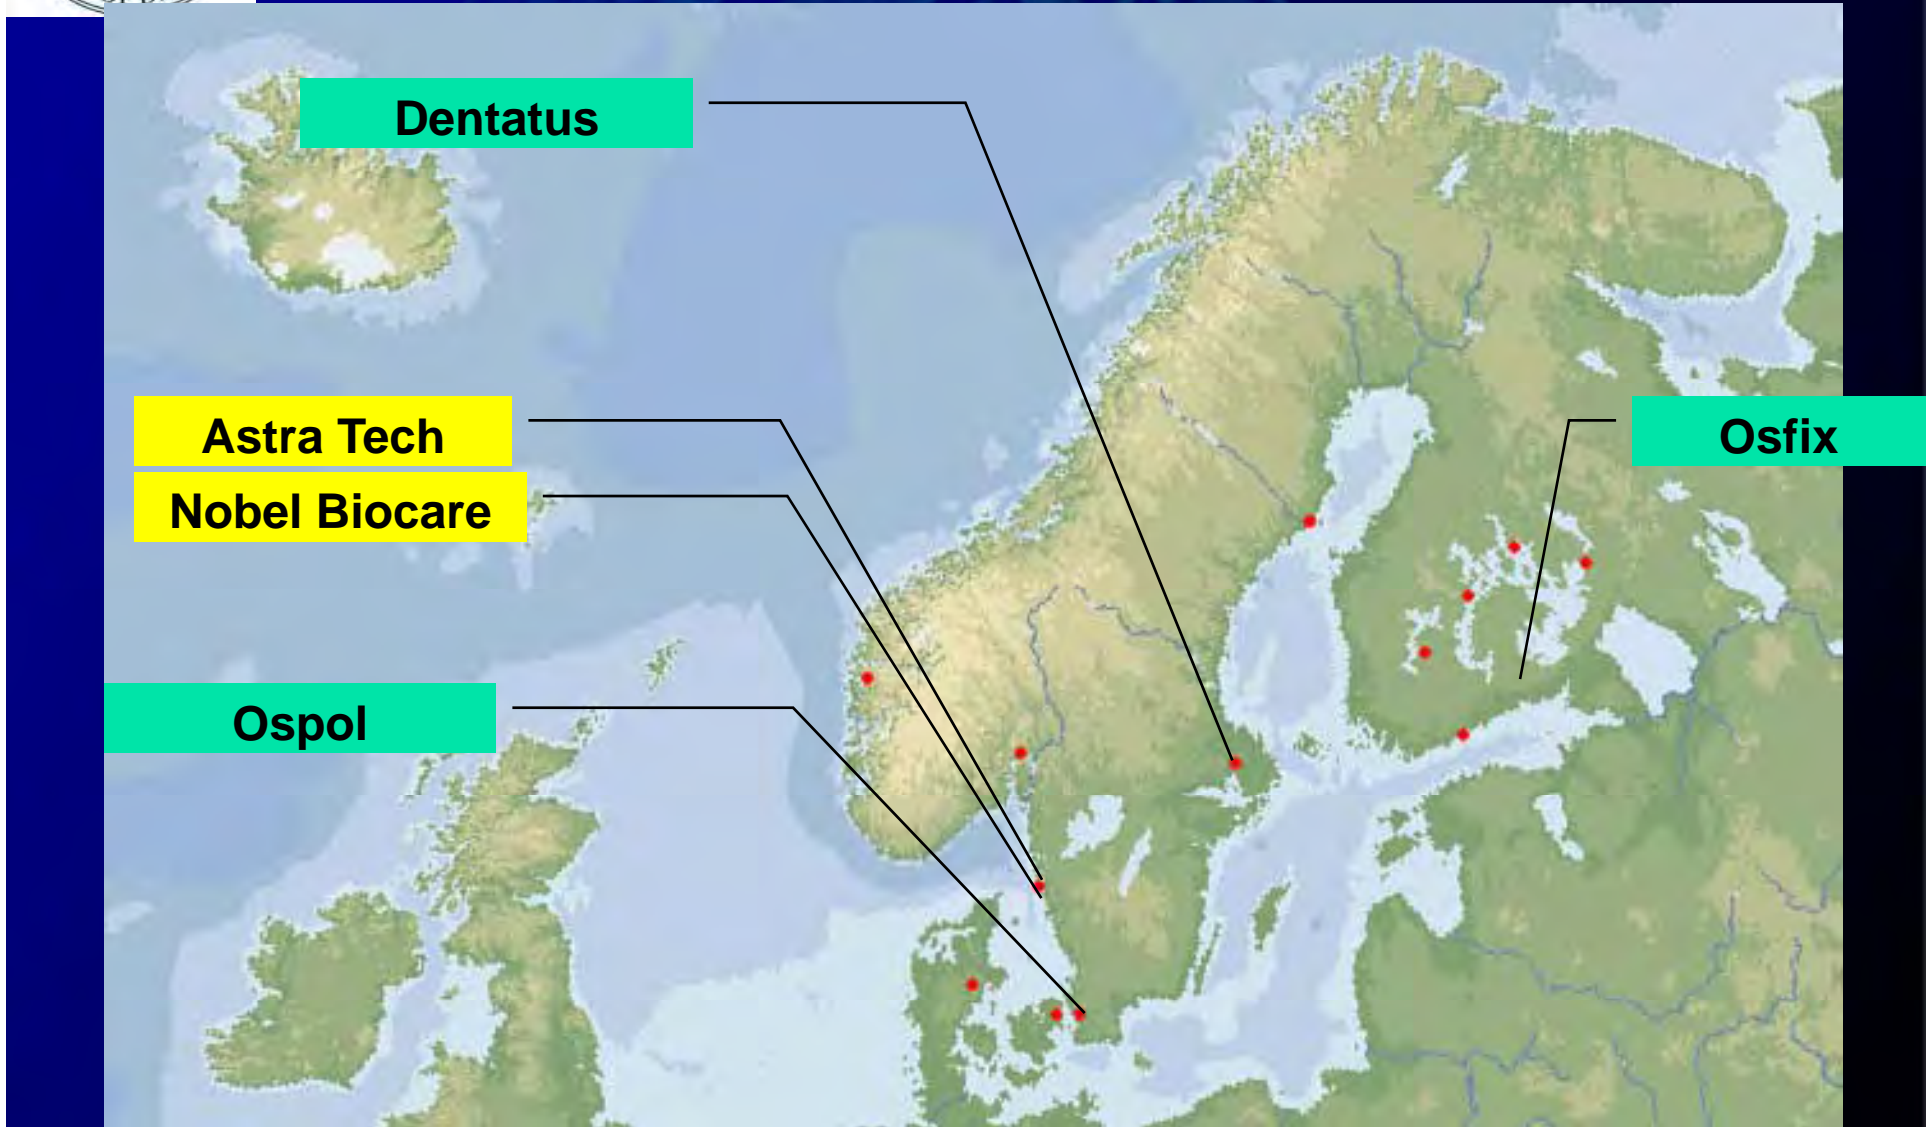 Dentatus
Astra Tech
Osfix
Nobel Biocare
Ospol